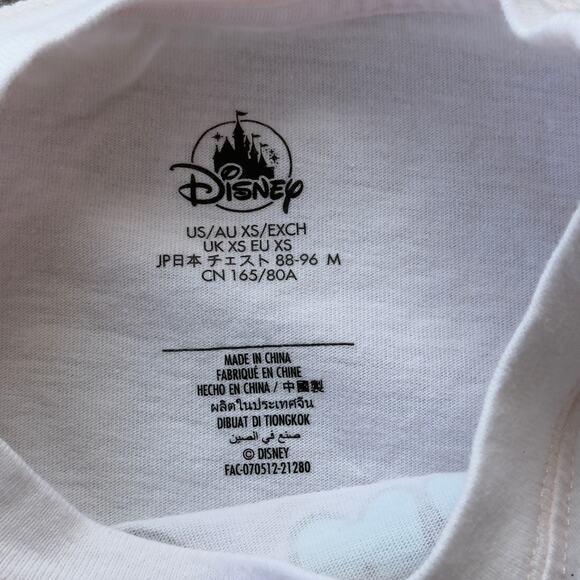 Disney
US/AU XS/EXCH
UK XS EU XS
JP日本 チェスト 88-96 M
CN 165/80A
MADE IN CHINA
FABRIQUÉ EN CHINE
HECHO EN CHINA / 中國製
ผลิตในประเทศจีน
DIBUAT DI TIONGKOK
صنع في الصين
© DISNEY
FAC-070512-21280